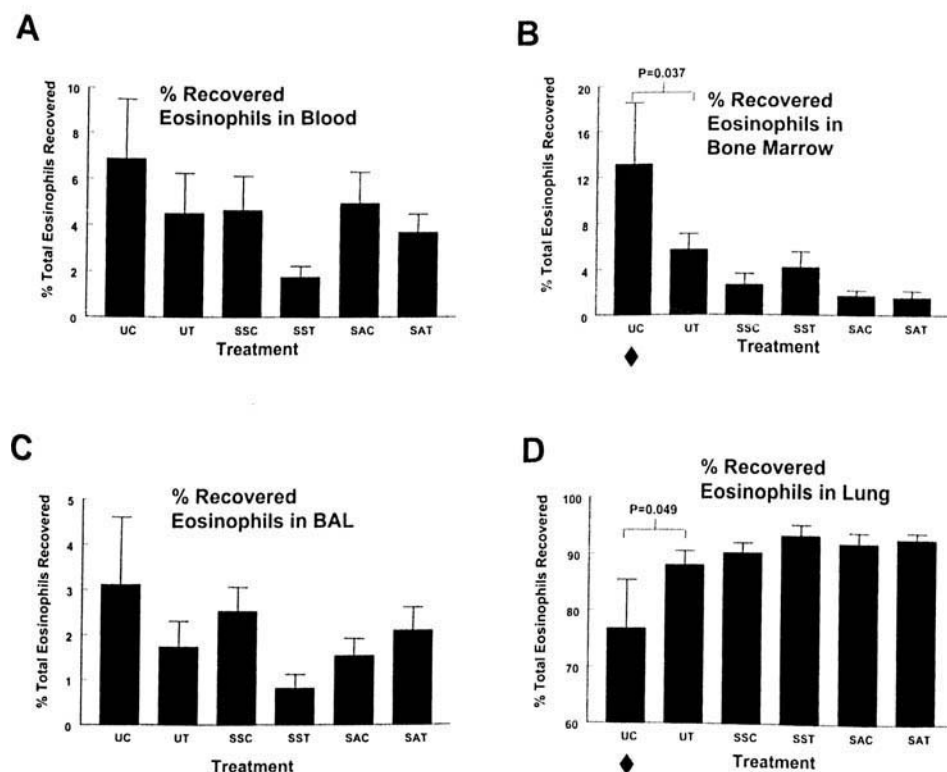 A
% Recovered
Eosinophils in Blood
% Total Eosinophils Recovered
10
8
6
4
2
0
UC UT SSC SST SAC SAT
Treatment
B
P=0.037
% Recovered
Eosinophils in
Bone Marrow
% Total Eosinophils Recovered
20
16
12
8
4
0
UC UT SSC SST SAC SAT
Treatment
C
% Recovered
Eosinophils in BAL
% Total Eosinophils Recovered
5
4
3
2
1
0
UC UT SSC SST SAC SAT
Treatment
D
% Recovered
Eosinophils in Lung
P=0.049
% Total Eosinophils Recovered
100
90
80
70
60
UC UT SSC SST SAC SAT
Treatment